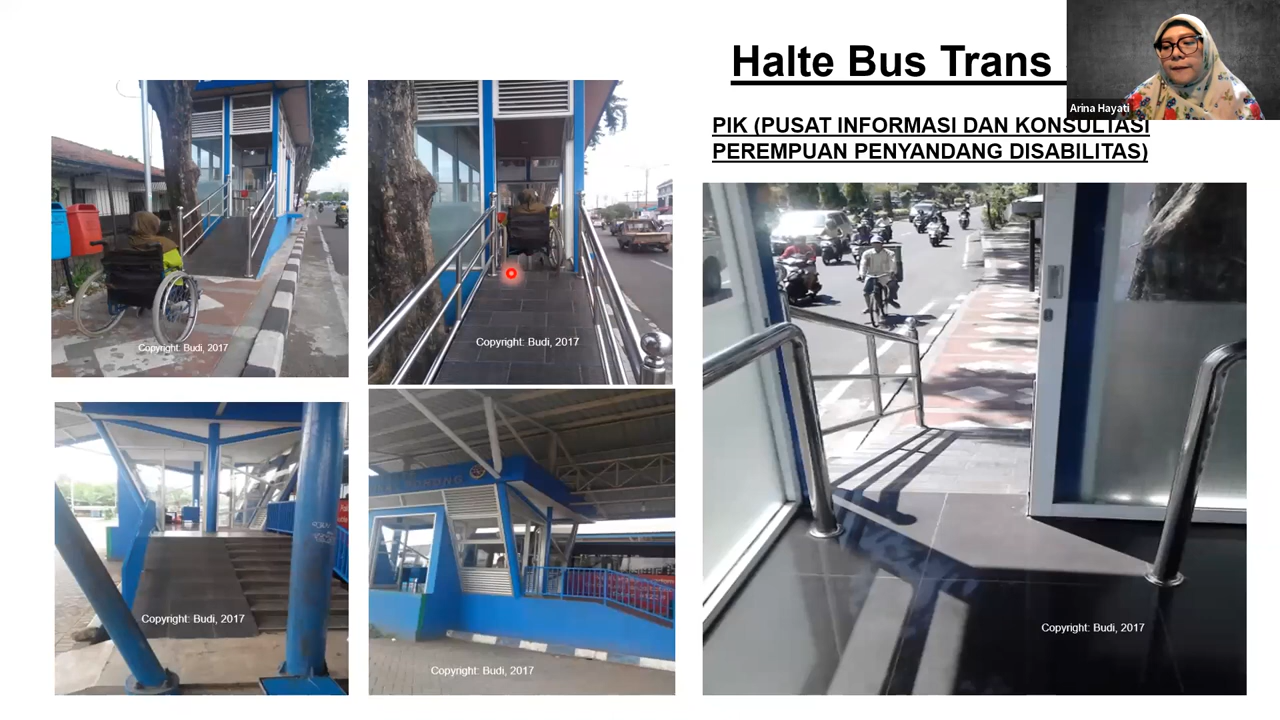 Halte Bus Trans
Arina Hayati
PIK (PUSAT INFORMASI DAN KONSULTASI
PEREMPUAN PENYANDANG DISABILITAS)
Copyright: Budi, 2017
Copyright: Budi, 2017
Copyright: Budi, 2017
Copyright: Budi, 2017
Copyright: Budi, 2017